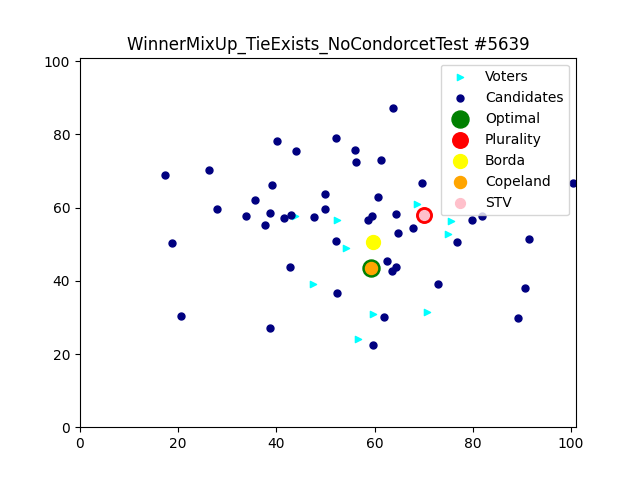 WinnerMixUp_TieExists_NoCondorcetTest #5639
Voters
Candidates
Optimal
Plurality
Borda
Copeland
STV
100
80
60
40
20
0
0 20 40 60 80 100